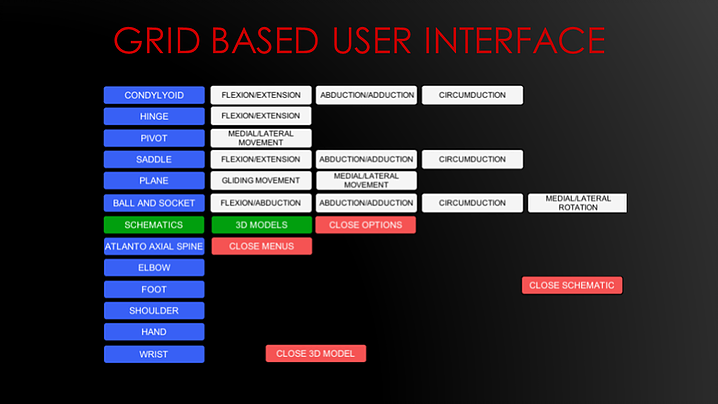 GRID BASED USER INTERFACE
CONDYLYOID FLEXION/EXTENSION ABDUCTION/ADDUCTION CIRCUMDUCTION
HINGE FLEXION/EXTENSION
PIVOT MEDIAL/LATERAL
MOVEMENT
SADDLE FLEXION/EXTENSION ABDUCTION/ADDUCTION CIRCUMDUCTION
PLANE GLIDING MOVEMENT MEDIAL/LATERAL
MOVEMENT
BALL AND SOCKET FLEXION/ABDUCTION ABDUCTION/ADDUCTION CIRCUMDUCTION MEDIAL/LATERAL
ROTATION
SCHEMATICS 3D MODELS CLOSE OPTIONS
ATLANTO AXIAL SPINE CLOSE MENUS
ELBOW
FOOT CLOSE SCHEMATIC
SHOULDER
HAND
WRIST CLOSE 3D MODEL